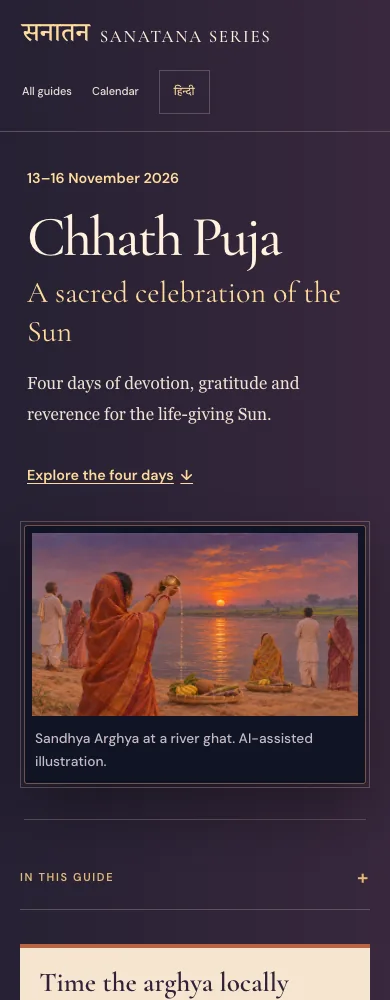 सनातन SANATANA SERIES
All guides Calendar हिन्दी
13–16 November 2026
Chhath Puja
A sacred celebration of the
Sun
Four days of devotion, gratitude and
reverence for the life-giving Sun.
Explore the four days ↓
Sandhya Arghya at a river ghat. AI-assisted
illustration.
IN THIS GUIDE +
Time the arghya locally